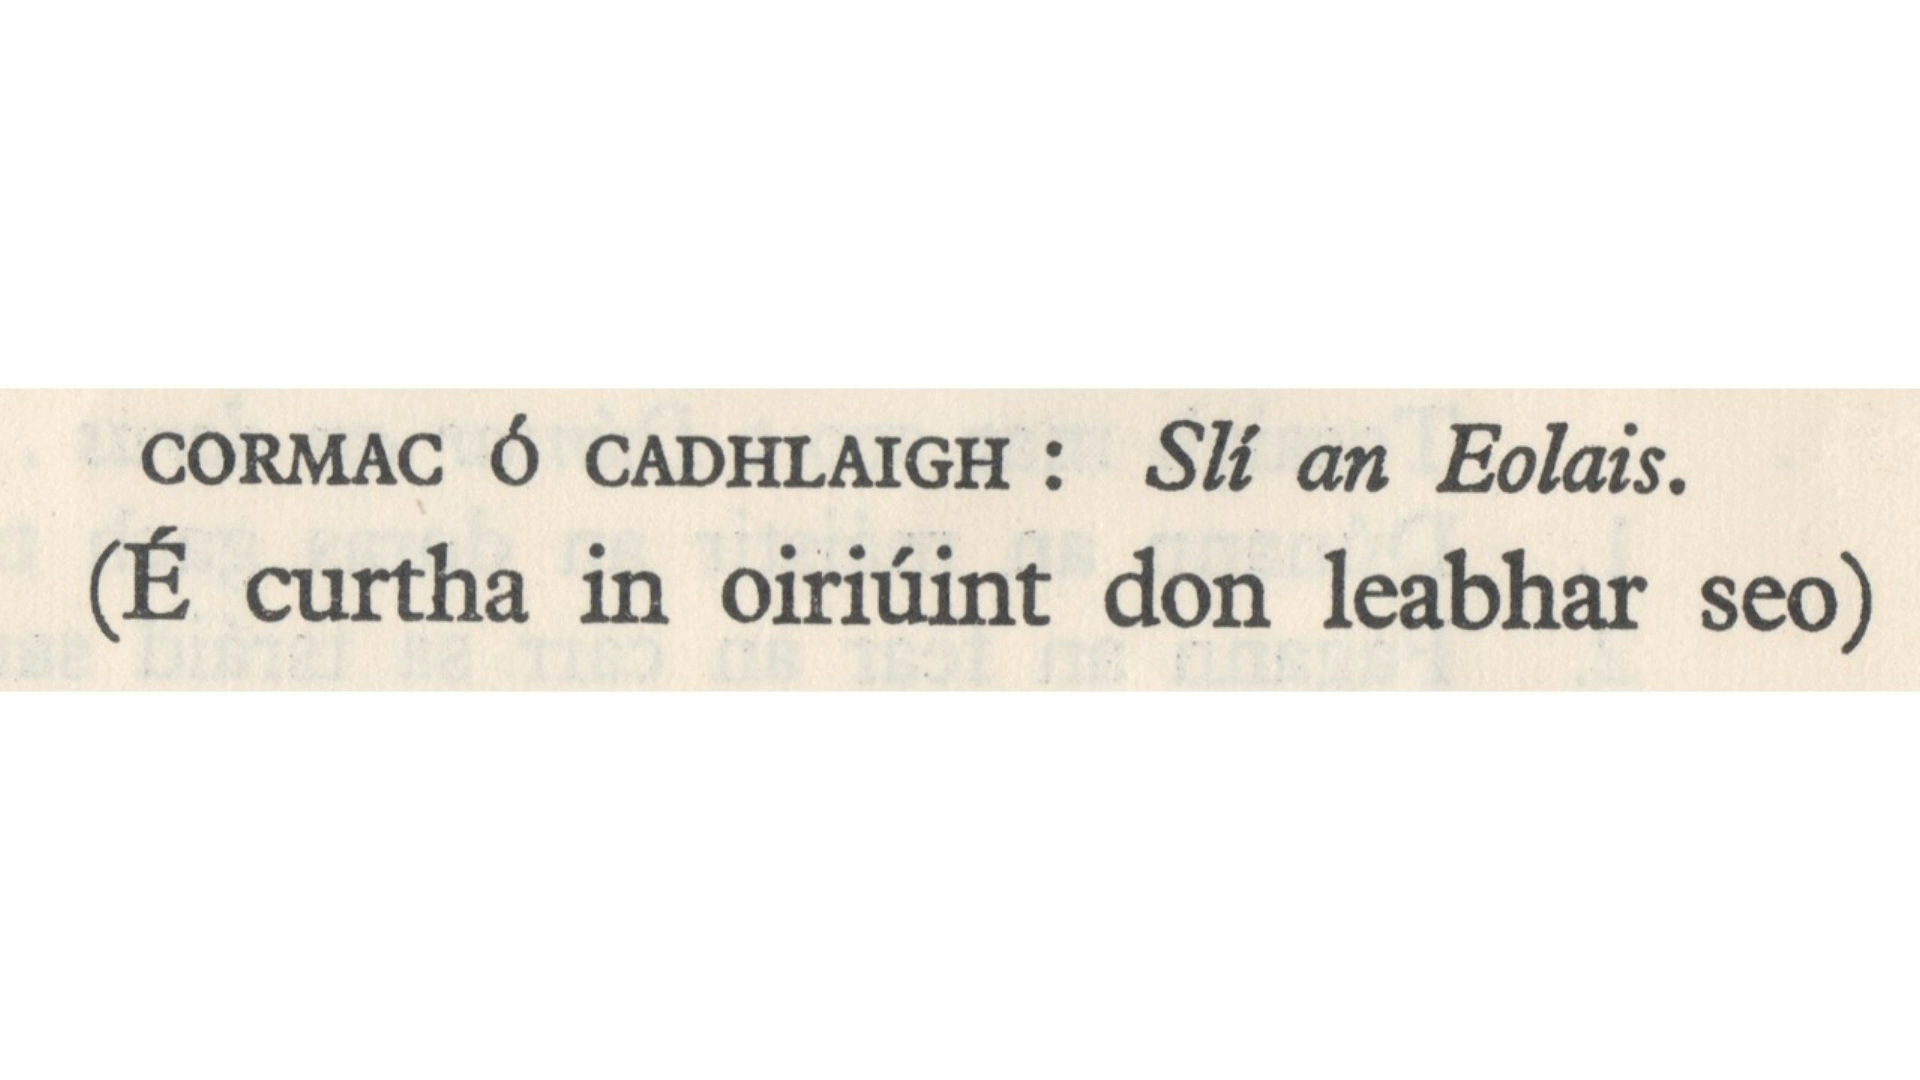 CORMAC Ó CADHLAIGH : Slí an Eolais.
(É curtha in oiriúint don leabhar seo)